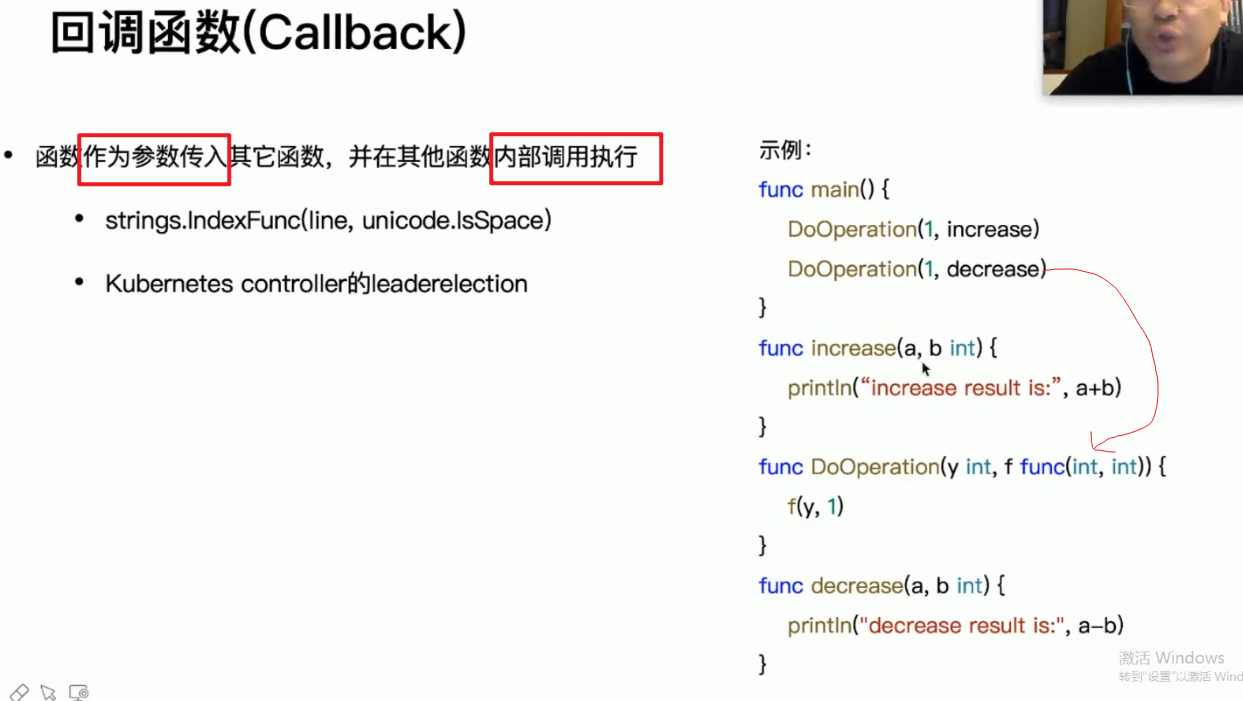 回调函数(Callback)
• 函数作为参数传入其它函数，并在其他函数内部调用执行
• strings.IndexFunc(line, unicode.IsSpace)
• Kubernetes controller的leaderelection
示例：
func main() {
DoOperation(1, increase)
DoOperation(1, decrease)
}
func increase(a, b int) {
println(“increase result is:”, a+b)
}
func DoOperation(y int, f func(int, int)) {
f(y, 1)
}
func decrease(a, b int) {
println("decrease result is:", a–b)
}
激活 Windows
转到"设置"以激活 Wind